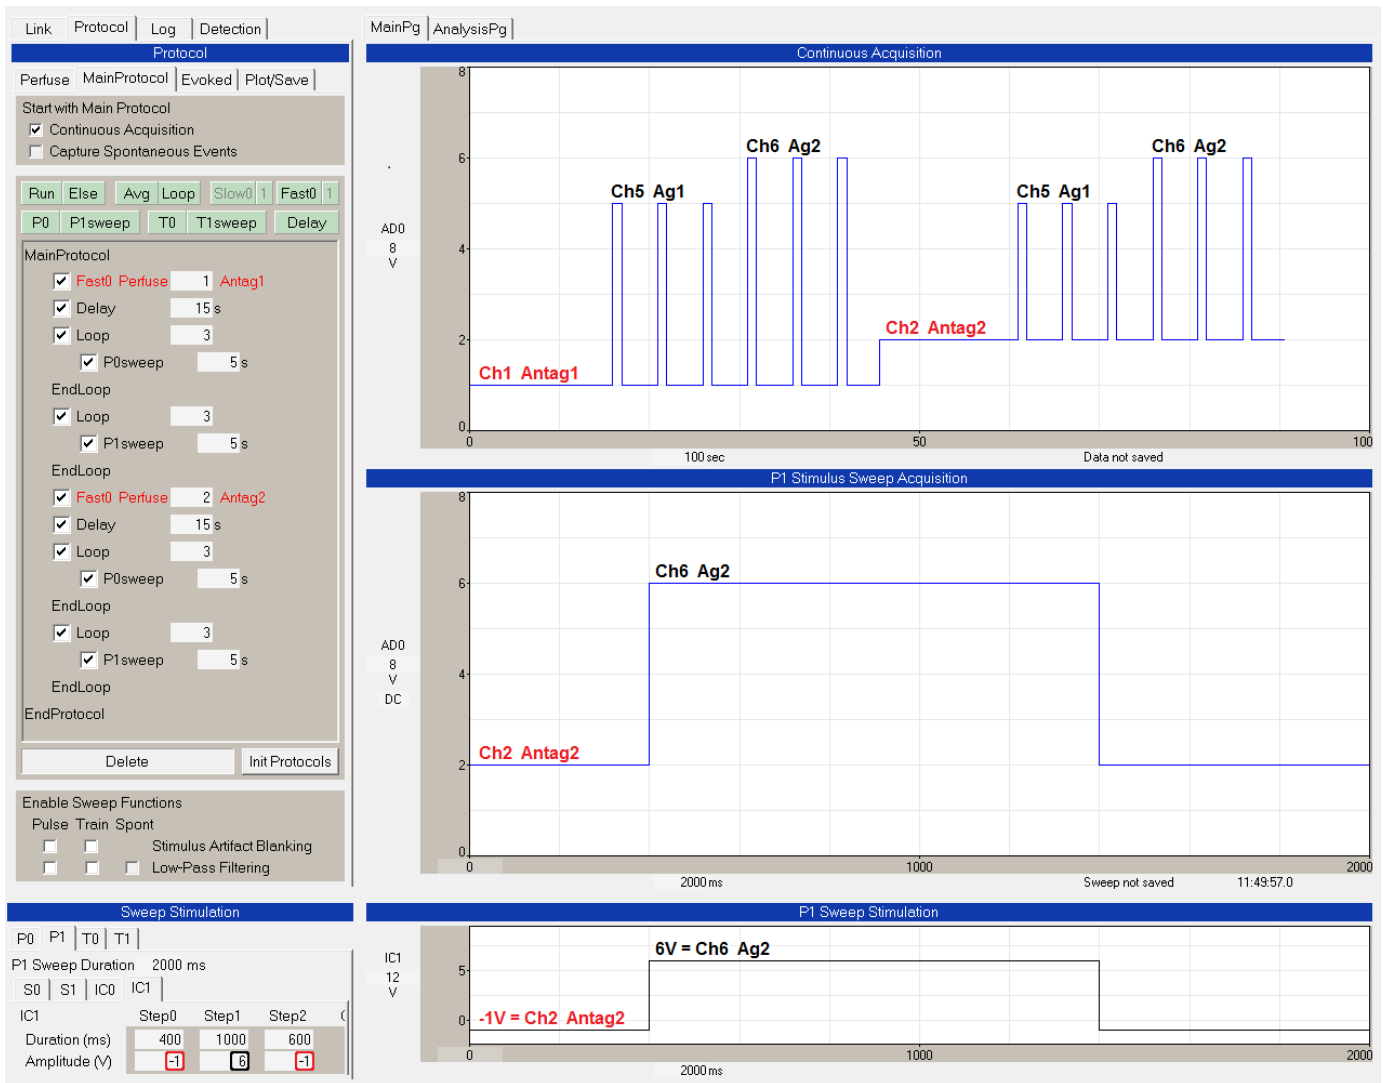 Link Protocol Log Detection
Protocol
Perfuse MainProtocol Evoked Plot/Save
Start with Main Protocol
Continuous Acquisition
Capture Spontaneous Events
Run Else Avg Loop Slow0 1 Fast0 1
P0 P1sweep T0 T1sweep Delay
MainProtocol
Fast0 Perfuse 1 Antag1
Delay 15 s
Loop 3
P0sweep 5 s
EndLoop
Loop 3
P1sweep 5 s
EndLoop
Fast0 Perfuse 2 Antag2
Delay 15 s
Loop 3
P0sweep 5 s
EndLoop
Loop 3
P1sweep 5 s
EndLoop
EndProtocol
Delete Init Protocols
Enable Sweep Functions
Pulse Train Spont
Stimulus Artifact Blanking
Low-Pass Filtering
Sweep Stimulation
P0 P1 T0 T1
P1 Sweep Duration 2000 ms
S0 S1 IC0 IC1
IC1 Step0 Step1 Step2
Duration (ms) 400 1000 600
Amplitude (V) -1 6 -1
MainPg AnalysisPg
Continuous Acquisition
8
Ch6 Ag2 Ch6 Ag2
6
Ch5 Ag1 Ch5 Ag1
AD0
8
V
4
Ch2 Antag2
2
Ch1 Antag1
0
0 50 100
100 sec Data not saved
P1 Stimulus Sweep Acquisition
8
Ch6 Ag2
6
AD0
8
V
DC
4
Ch2 Antag2
2
0
0 1000 2000
2000 ms Sweep not saved 11:49:57.0
P1 Sweep Stimulation
6V = Ch6 Ag2
IC1
12
V
5
-1V = Ch2 Antag2
0
0 1000 2000
2000 ms